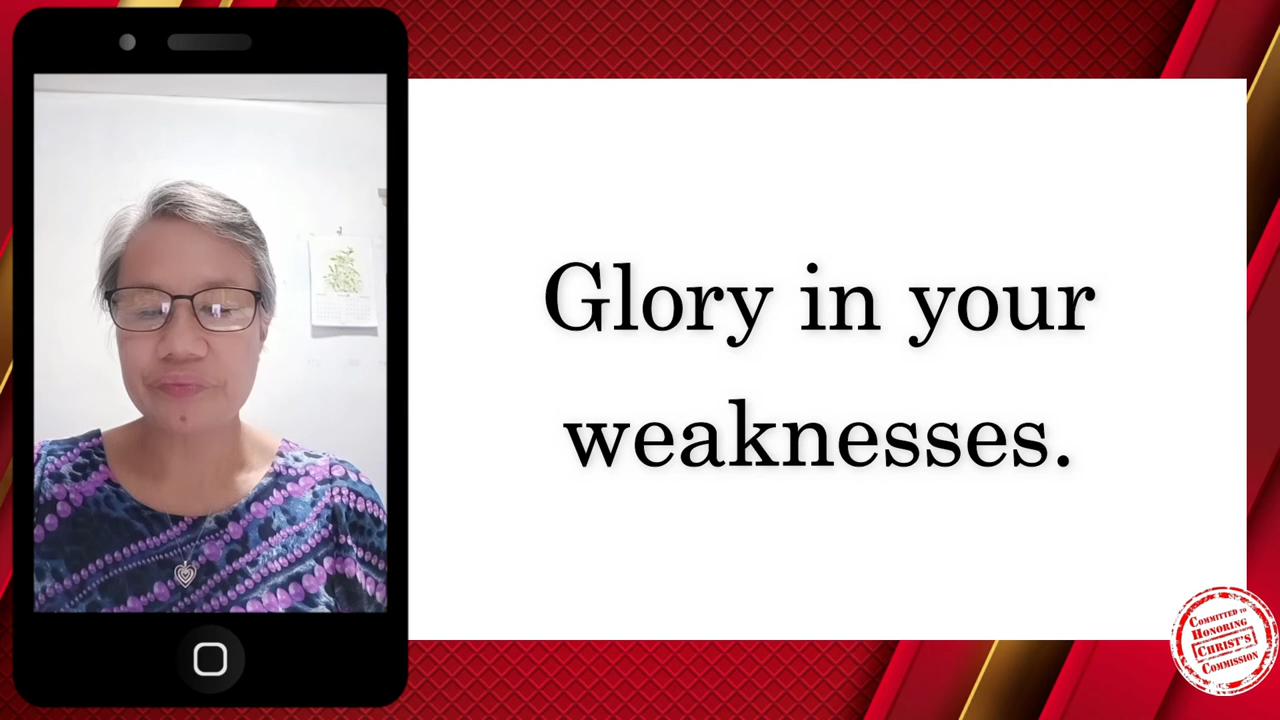 Glory in your
weaknesses.
COMMITTED TO
HONORING
CHRIST'S
COMMISSION